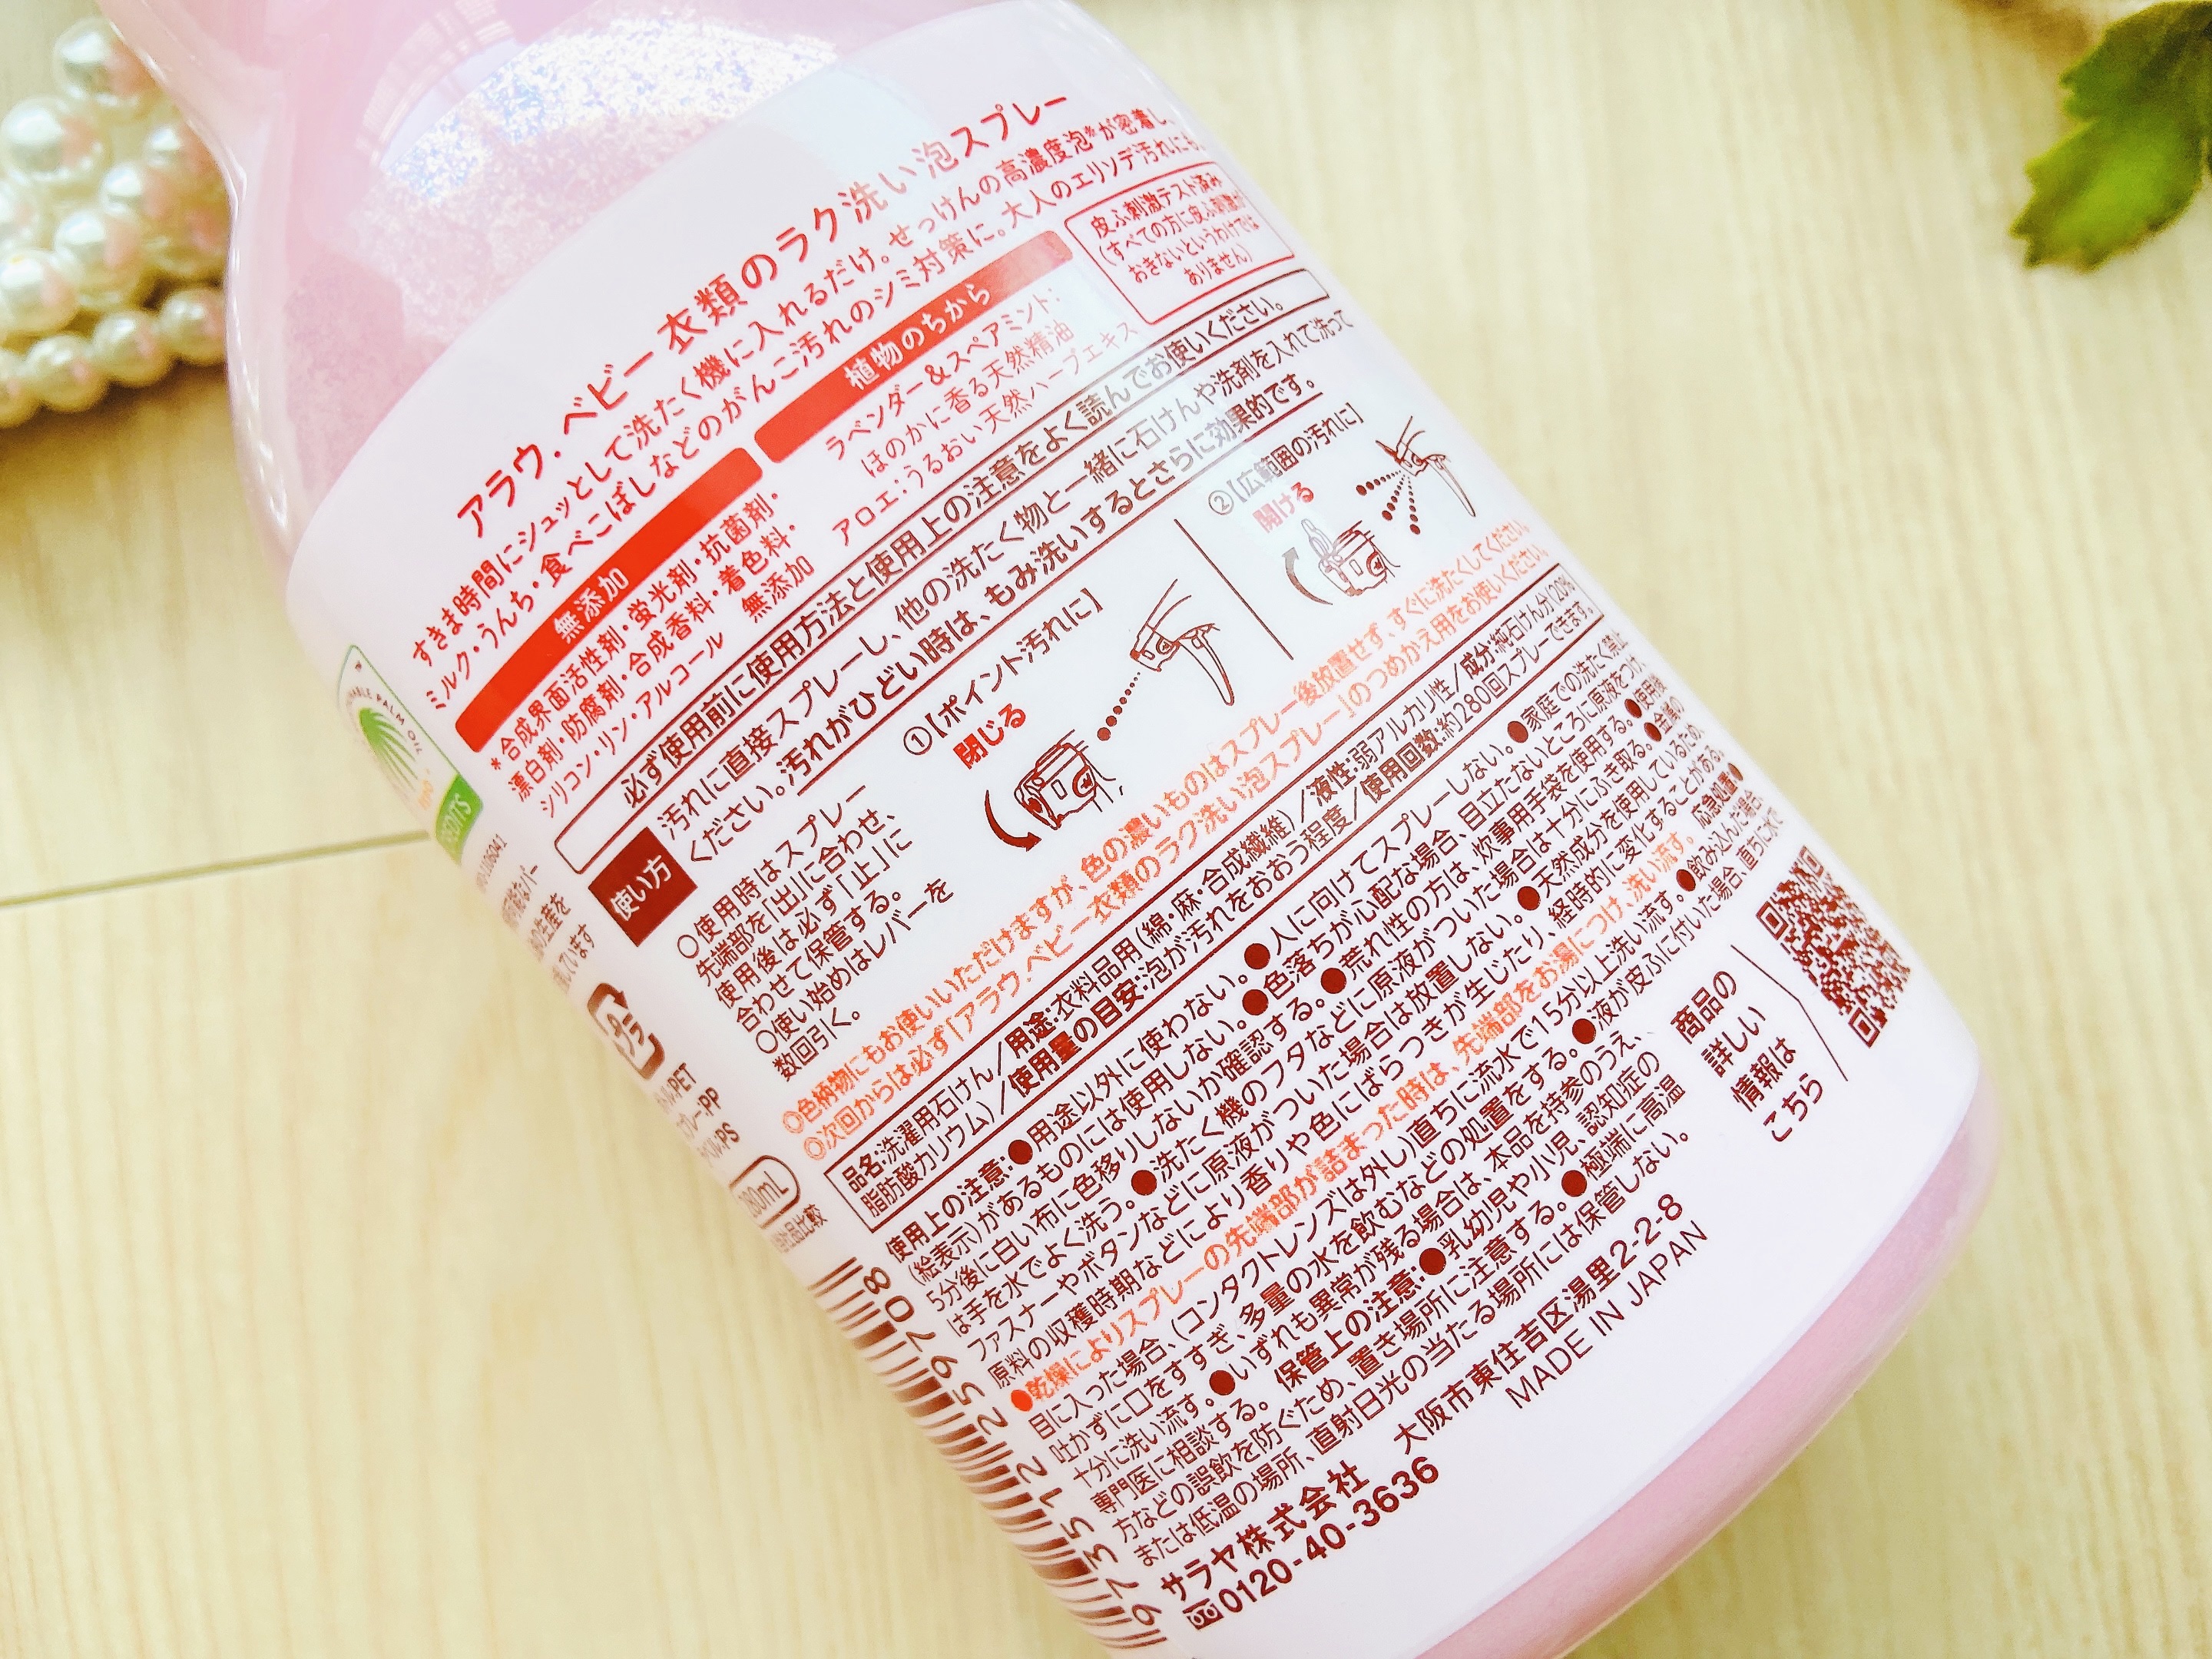 アラウ.ベビー 衣類のラク洗い泡スプレー
すきま時間にシュッとして洗たく機に入れるだけ。せっけんの高濃度泡*が密着し、
ミルク・うんち・食べこぼしなどのがんこ汚れのシミ対策に。大人のエリソデ汚れにも。
無添加
*合成界面活性剤・蛍光剤・抗菌剤・
漂白剤・防腐剤・合成香料・着色料・
シリコン・リン・アルコール 無添加
植物のちから
ラベンダー&スペアミント:
ほのかに香る天然精油
アロエ:うるおい天然ハーブエキス
皮ふ刺激テスト済み
(すべての方に皮ふ刺激が
おきないというわけでは
ありません)
必ず使用前に使用方法と使用上の注意をよく読んでお使いください。
使い方
汚れに直接スプレーし、他の洗たく物と一緒に石けんや洗剤を入れて洗って
ください。汚れがひどい時は、もみ洗いするとさらに効果的です。
○使用時はスプレー
先端部を「出」に合わせ、
使用後は必ず「止」に
合わせて保管する。
○使い始めはレバーを
数回引く。
①【ポイント汚れに】
閉じる
②【広範囲の汚れに】
開ける
◎色柄物にもお使いいただけますが、色の濃いものはスプレー後放置せず、すぐに洗たくしてください。
◎次回からは必ず「アラウ.ベビー衣類のラク洗い泡スプレー」のつめかえ用をお使いください。
品名:洗濯用石けん/用途:衣料品用(綿・麻・合成繊維)/液性:弱アルカリ性/成分:純石けん分(20%
脂肪酸カリウム)/使用量の目安:泡が汚れをおおう程度/使用回数:約280回スプレーできます。
使用上の注意:●用途以外に使わない。●人に向けてスプレーしない。●家庭での洗たく禁止
(絵表示)があるものには使用しない。●色落ちが心配な場合、目立たないところに原液をつけ、
5分後に白い布に色移りしないか確認する。●荒れ性の方は、炊事用手袋を使用する。●使用後
は手を水でよく洗う。●洗たく機のフタなどに原液がついた場合は十分にふき取る。●金属の
ファスナーやボタンなどに原液がついた場合は放置しない。●天然成分を使用しているため、
原料の収穫時期などにより香りや色にばらつきが生じたり、経時的に変化することがある。
●乾燥によりスプレーの先端部が詰まった時は、先端部をお湯につけ、洗い流す。応急処置:●
目に入った場合、(コンタクトレンズは外し)直ちに流水で15分以上洗い流す。●飲み込んだ場合、
吐かずに口をすすぎ、多量の水を飲むなどの処置をする。●液が皮ふに付いた場合、直ちに水で
十分に洗い流す。●いずれも異常が残る場合は、本品を持参のうえ、
専門医に相談する。保管上の注意:●乳幼児や小児、認知症の
方などの誤飲を防ぐため、置き場所に注意する。●極端に高温
または低温の場所、直射日光の当たる場所には保管しない。
商品の
詳しい
情報は
こちら
サラヤ株式会社 大阪市東住吉区湯里2-2-8
0120-40-3636 MADE IN JAPAN
PALM OIL
プラ
PET
PP
PS
280mL